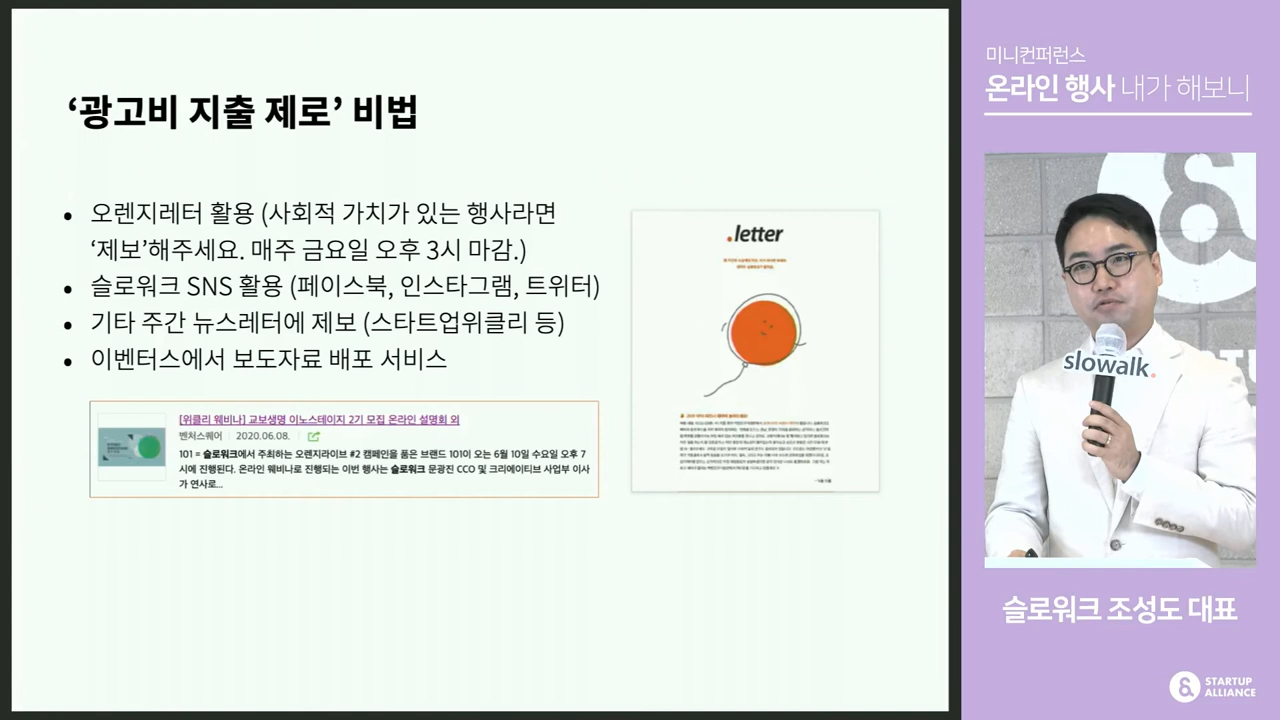 ‘광고비 지출 제로’ 비법
• 오렌지레터 활용 (사회적 가치가 있는 행사라면
‘제보’해주세요. 매주 금요일 오후 3시 마감.)
• 슬로워크 SNS 활용 (페이스북, 인스타그램, 트위터)
• 기타 주간 뉴스레터에 제보 (스타트업위클리 등)
• 이벤터스에서 보도자료 배포 서비스
[위클리 웨비나] 교보생명 이노스테이지 2기 모집 온라인 설명회 외
벤처스퀘어 2020.06.08.
101 = 슬로워크에서 주최하는 오렌지라이브 #2 캠페인을 품은 브랜드 101이 오는 6월 10일 수요일 오후 7
시에 진행된다. 온라인 웨비나로 진행되는 이번 행사는 슬로워크 문광진 CCO 및 크리에이티브 사업부 이사
가 연사로...
.letter
미니컨퍼런스
온라인 행사 내가 해보니
slowalk.
슬로워크 조성도 대표
STARTUP
ALLIANCE